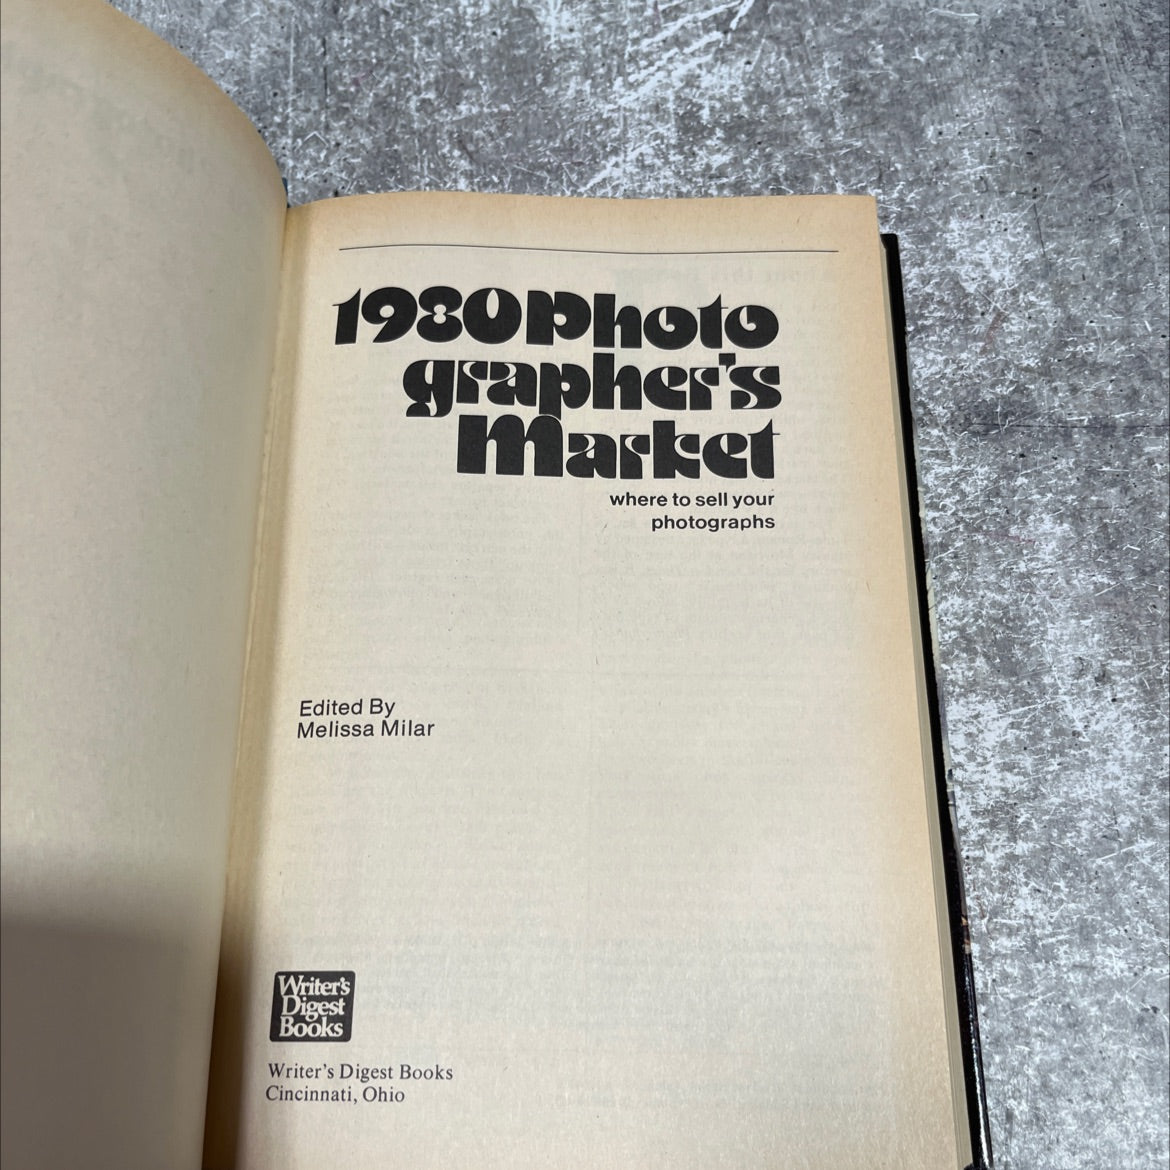 1980 Photo
grapher's
Market
where to sell your
photographs
Edited By
Melissa Milar
Writer's
Digest
Books
Writer's Digest Books
Cincinnati, Ohio